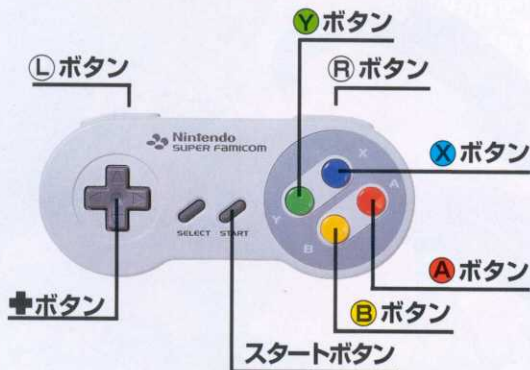 Ⓨボタン
Ⓛボタン
Ⓡボタン
Nintendo
SUPER FAMICOM
Ⓧボタン
X
A
Y
B
SELECT START
Ⓐボタン
✚ボタン
Ⓑボタン
スタートボタン